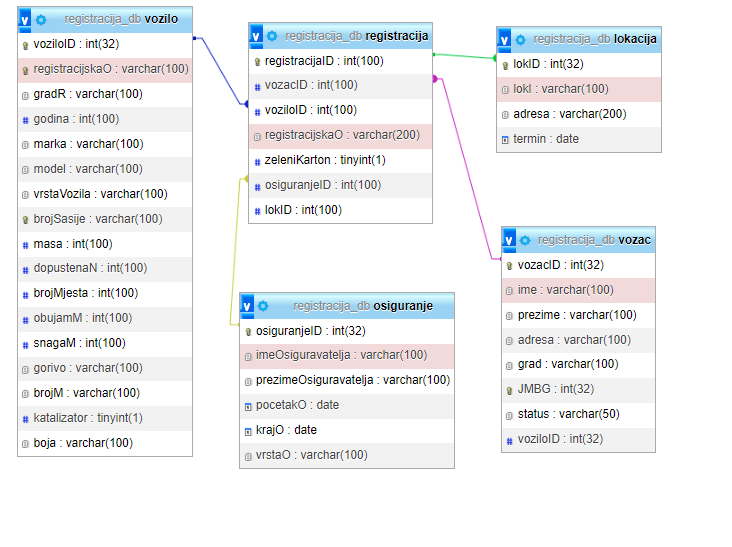 registracija_db vozilo
voziloID : int(32)
registracijskaO : varchar(100)
gradR : varchar(100)
godina : int(100)
marka : varchar(100)
model : varchar(100)
vrstaVozila : varchar(100)
brojSasije : varchar(100)
masa : int(100)
dopustenaN : int(100)
brojMjesta : int(100)
obujamM : int(100)
snagaM : int(100)
gorivo : varchar(100)
brojM : varchar(100)
katalizator : tinyint(1)
boja : varchar(100)
registracija_db registracija
registracijaID : int(100)
vozacID : int(100)
voziloID : int(100)
registracijskaO : varchar(200)
zeleniKarton : tinyint(1)
osiguranjeID : int(100)
lokID : int(100)
registracija_db osiguranje
osiguranjeID : int(32)
imeOsiguravatelja : varchar(100)
prezimeOsiguravatelja : varchar(100)
pocetakO : date
krajO : date
vrstaO : varchar(100)
registracija_db lokacija
lokID : int(32)
lokl : varchar(100)
adresa : varchar(200)
termin : date
registracija_db vozac
vozacID : int(32)
ime : varchar(100)
prezime : varchar(100)
adresa : varchar(100)
grad : varchar(100)
JMBG : int(32)
status : varchar(50)
voziloID : int(32)